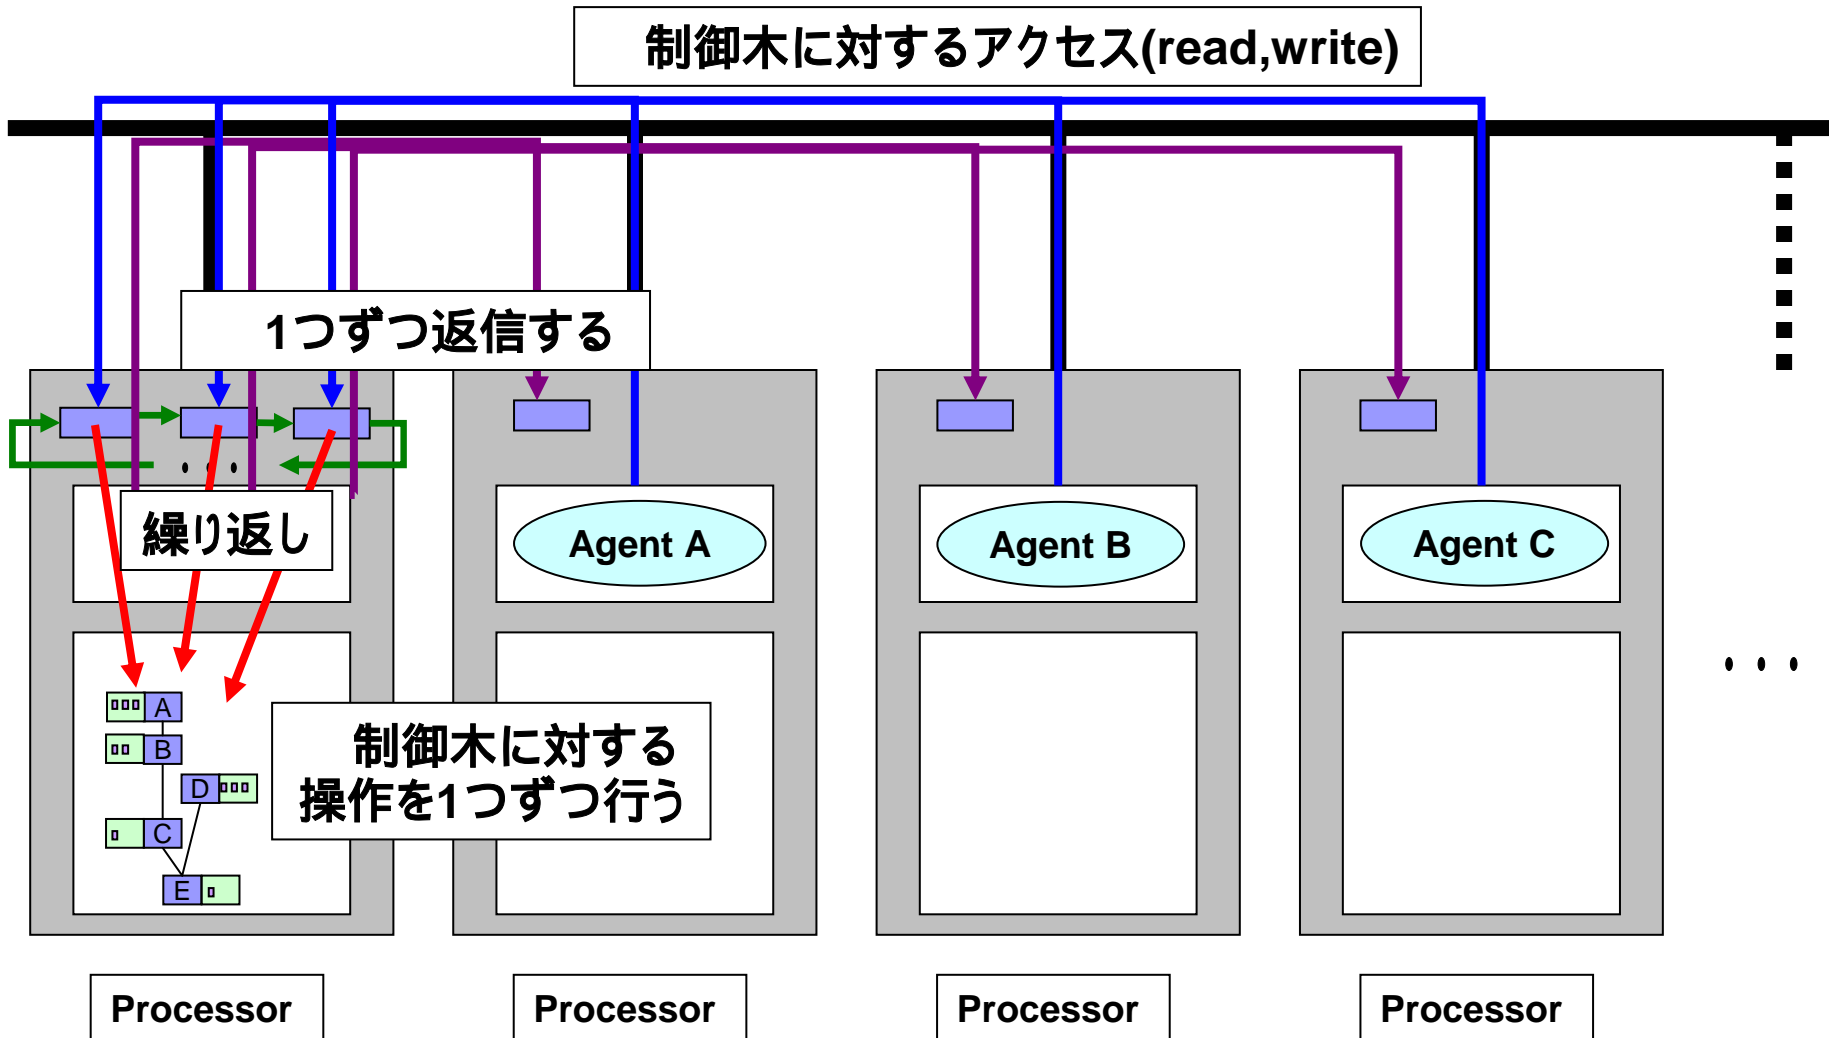 制御木に対するアクセス(read,write)
1つずつ返信する
・・・
繰り返し
Agent A
Agent B
Agent C
・・・
A
B
D
C
E
制御木に対する
操作を1つずつ行う
Processor
Processor
Processor
Processor